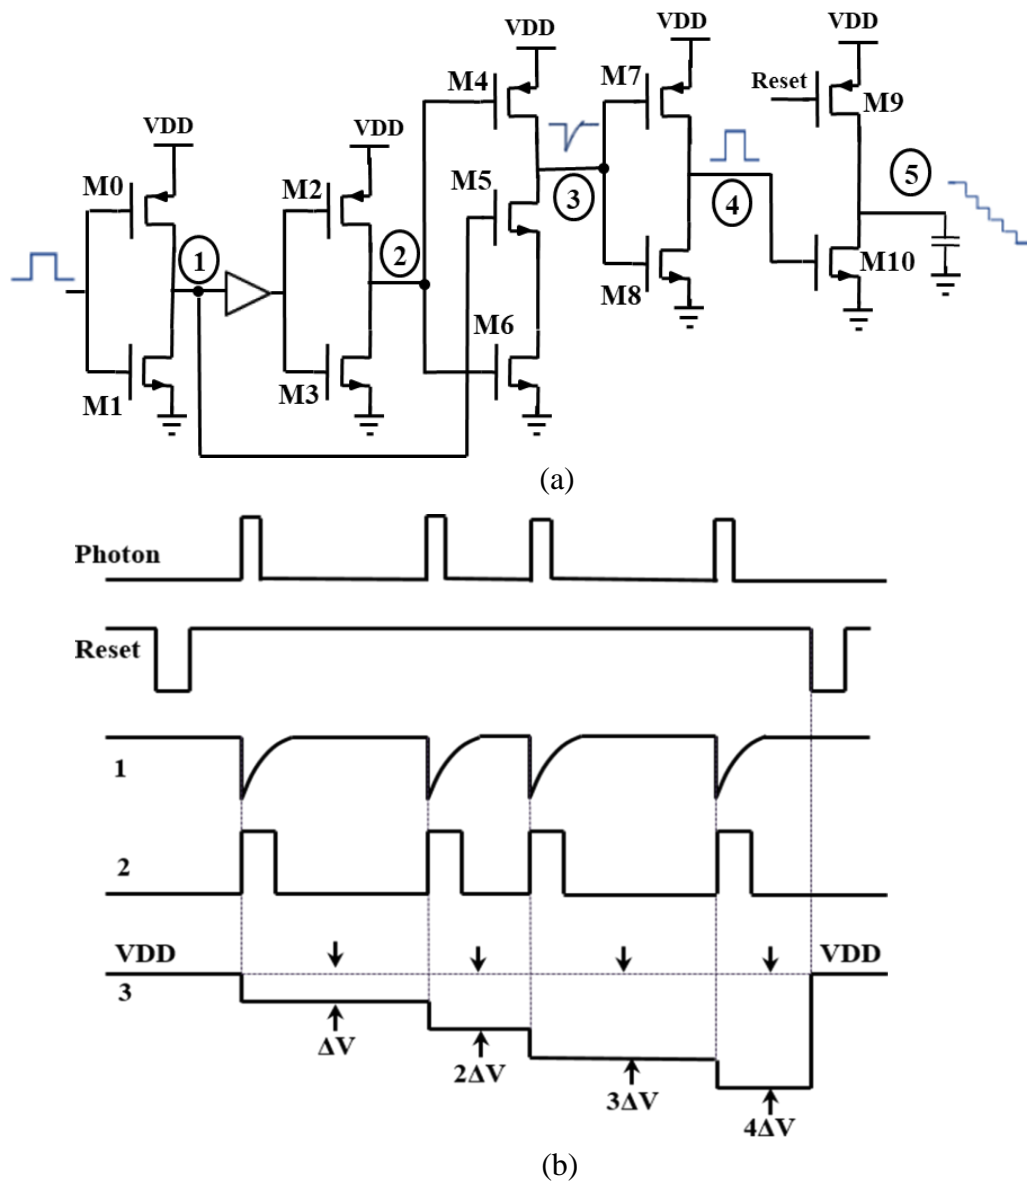 VDD
VDD
VDD
M4
M7
Reset
M9
VDD
VDD
M0
M2
M5
3
4
5
1
2
M6
M8
M10
M1
M3
(a)
Photon
Reset
1
2
VDD
VDD
3
ΔV
2ΔV
3ΔV
4ΔV
(b)